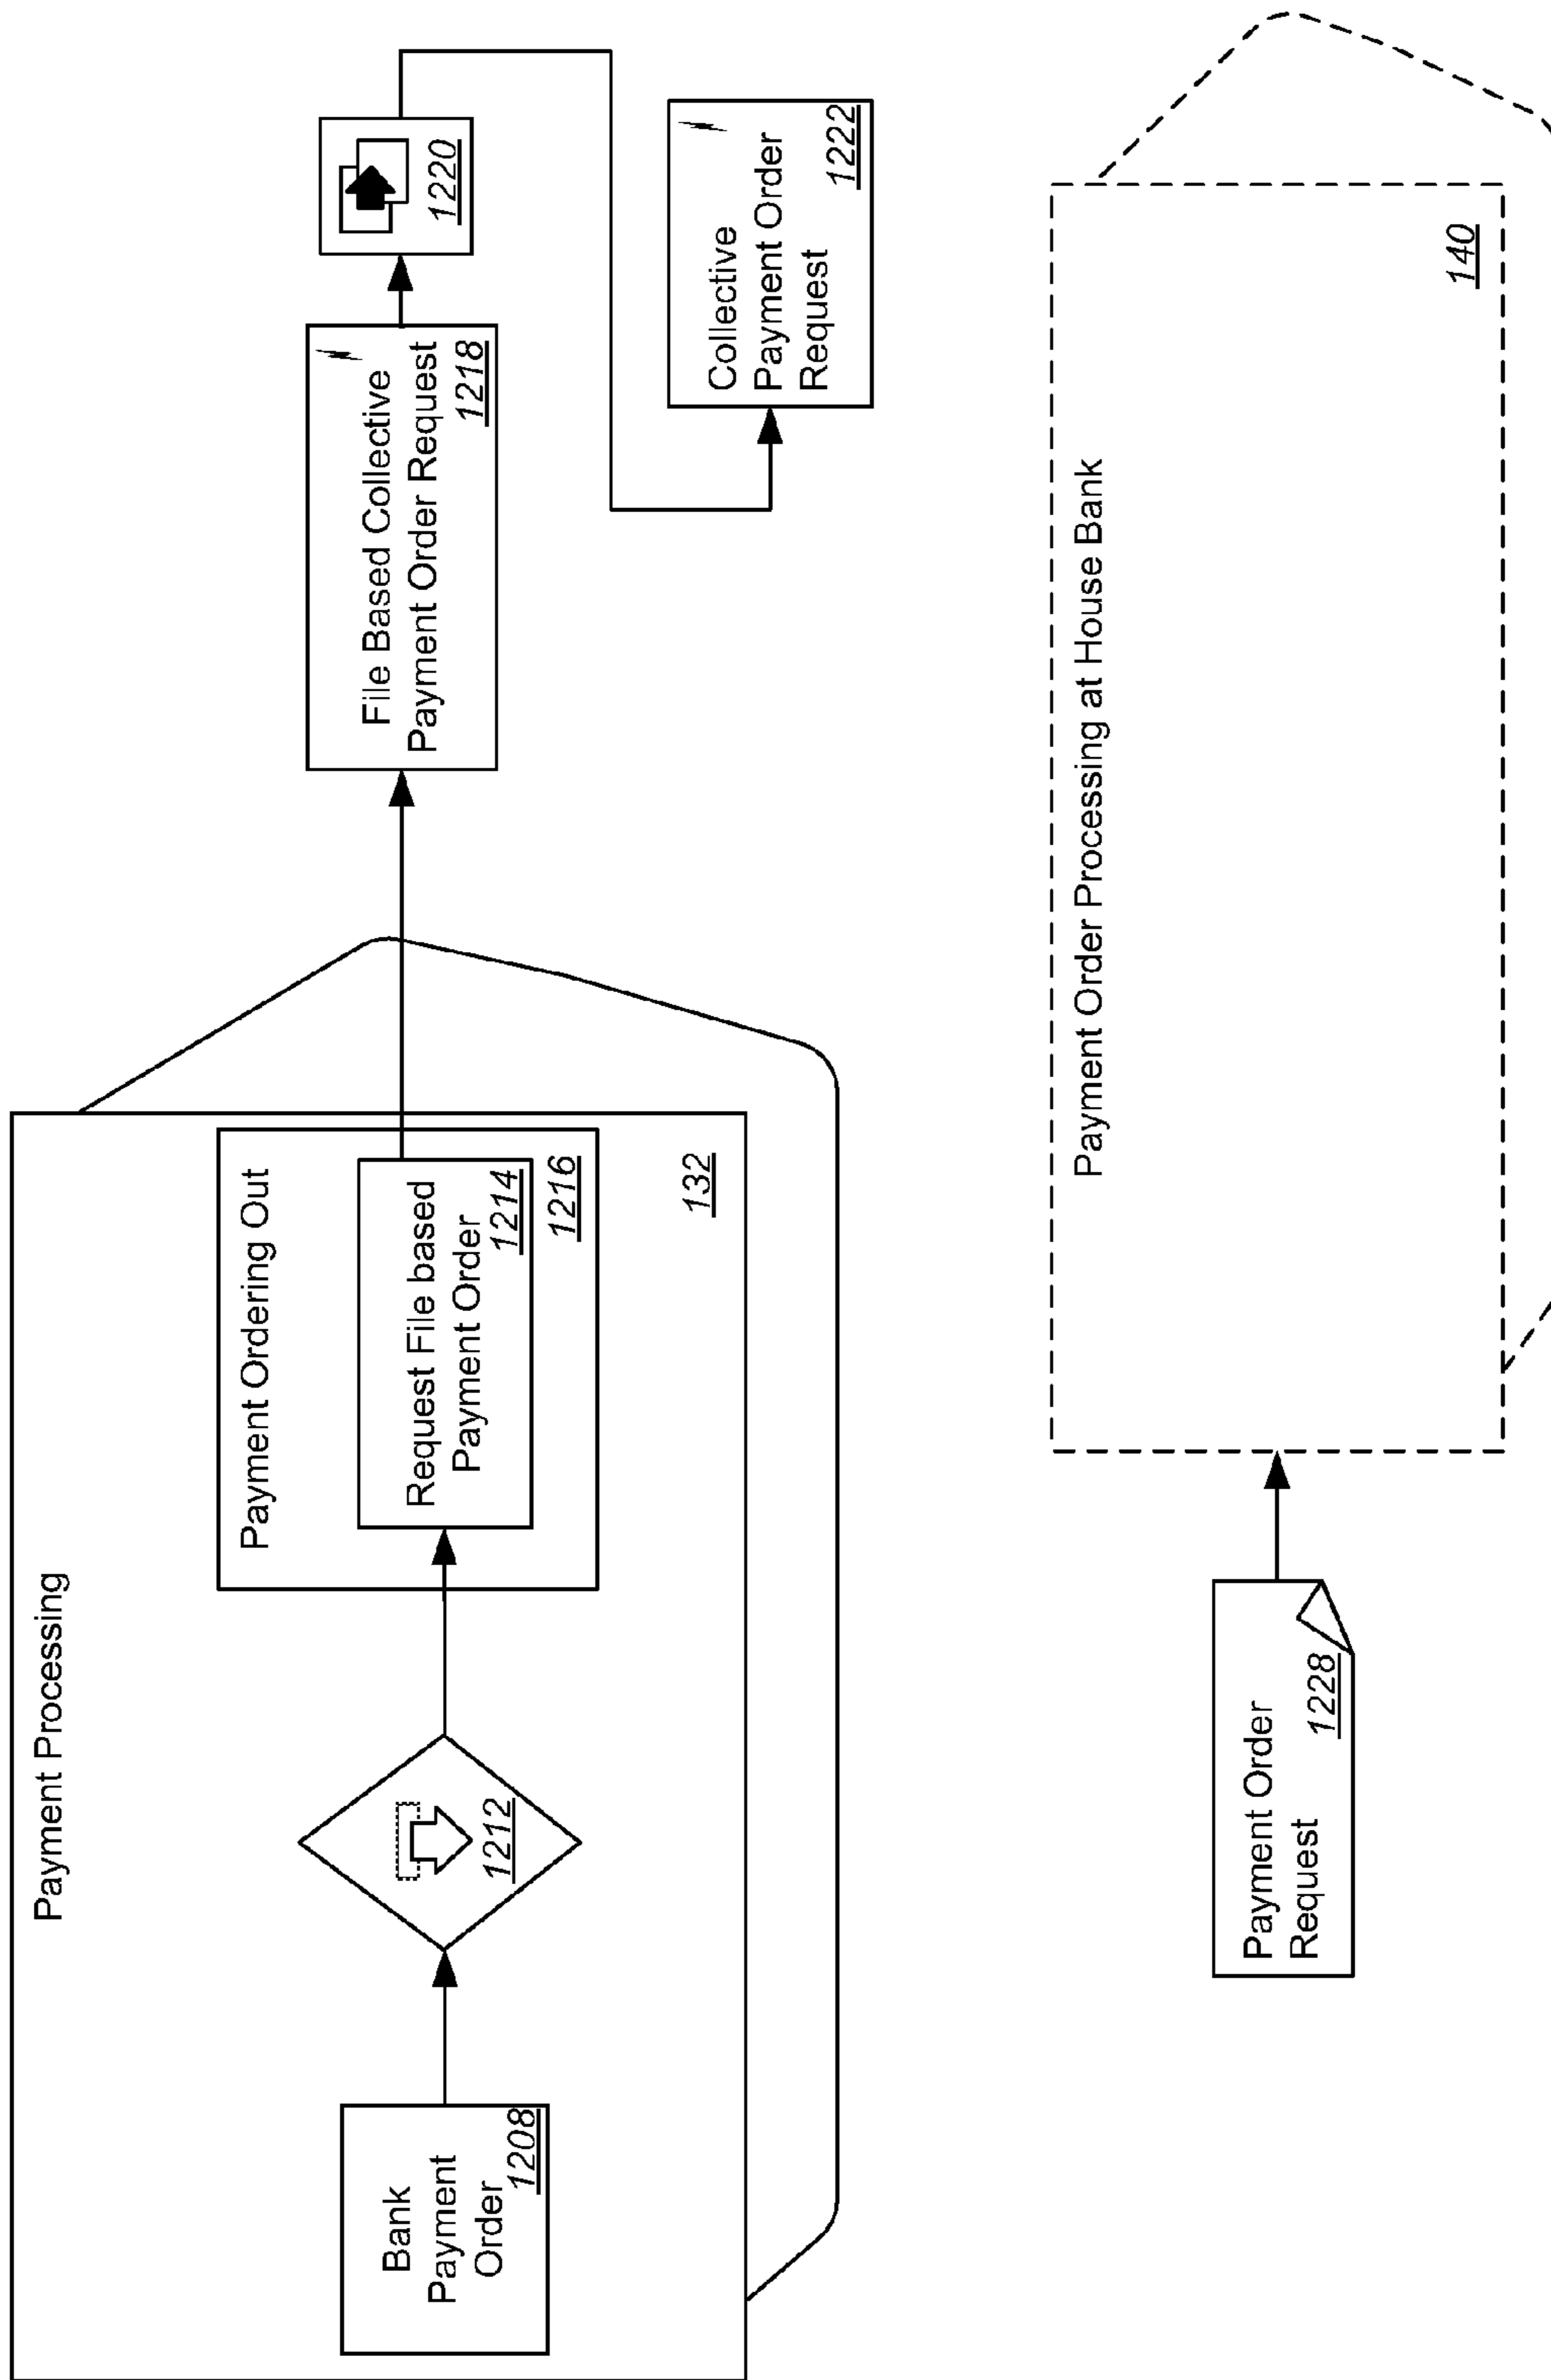 Payment Processing
Bank
Payment
Order
1208
1212
Payment Ordering Out
Request File based
Payment Order
1214
1216
132
File Based Collective
Payment Order Request
1218
1220
Collective
Payment Order
Request
1222
Payment Order
Request
1228
Payment Order Processing at House Bank
140